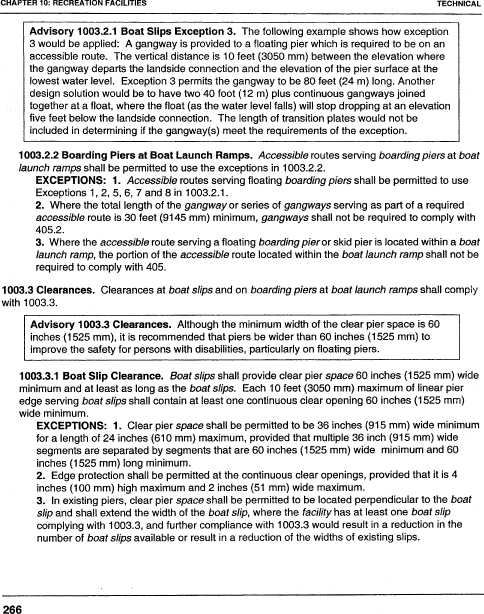 CHAPTER 10: RECREATION FACILITIES TECHNICAL
Advisory 1003.2.1 Boat Slips Exception 3. The following example shows how exception
3 would be applied: A gangway is provided to a floating pier which is required to be on an
accessible route. The vertical distance is 10 feet (3050 mm) between the elevation where
the gangway departs the landside connection and the elevation of the pier surface at the
lowest water level. Exception 3 permits the gangway to be 80 feet (24 m) long. Another
design solution would be to have two 40 foot (12 m) plus continuous gangways joined
together at a float, where the float (as the water level falls) will stop dropping at an elevation
five feet below the landside connection. The length of transition plates would not be
included in determining if the gangway(s) meet the requirements of the exception.
1003.2.2 Boarding Piers at Boat Launch Ramps. Accessible routes serving boarding piers at boat
launch ramps shall be permitted to use the exceptions in 1003.2.2.
EXCEPTIONS: 1. Accessible routes serving floating boarding piers shall be permitted to use
Exceptions 1, 2, 5, 6, 7 and 8 in 1003.2.1.
2. Where the total length of the gangway or series of gangways serving as part of a required
accessible route is 30 feet (9145 mm) minimum, gangways shall not be required to comply with
405.2.
3. Where the accessible route serving a floating boarding pier or skid pier is located within a boat
launch ramp, the portion of the accessible route located within the boat launch ramp shall not be
required to comply with 405.
1003.3 Clearances. Clearances at boat slips and on boarding piers at boat launch ramps shall comply
with 1003.3.
Advisory 1003.3 Clearances. Although the minimum width of the clear pier space is 60
inches (1525 mm), it is recommended that piers be wider than 60 inches (1525 mm) to
improve the safety for persons with disabilities, particularly on floating piers.
1003.3.1 Boat Slip Clearance. Boat slips shall provide clear pier space 60 inches (1525 mm) wide
minimum and at least as long as the boat slips. Each 10 feet (3050 mm) maximum of linear pier
edge serving boat slips shall contain at least one continuous clear opening 60 inches (1525 mm)
wide minimum.
EXCEPTIONS: 1. Clear pier space shall be permitted to be 36 inches (915 mm) wide minimum
for a length of 24 inches (610 mm) maximum, provided that multiple 36 inch (915 mm) wide
segments are separated by segments that are 60 inches (1525 mm) wide minimum and 60
inches (1525 mm) long minimum.
2. Edge protection shall be permitted at the continuous clear openings, provided that it is 4
inches (100 mm) high maximum and 2 inches (51 mm) wide maximum.
3. In existing piers, clear pier space shall be permitted to be located perpendicular to the boat
slip and shall extend the width of the boat slip, where the facility has at least one boat slip
complying with 1003.3, and further compliance with 1003.3 would result in a reduction in the
number of boat slips available or result in a reduction of the widths of existing slips.
266